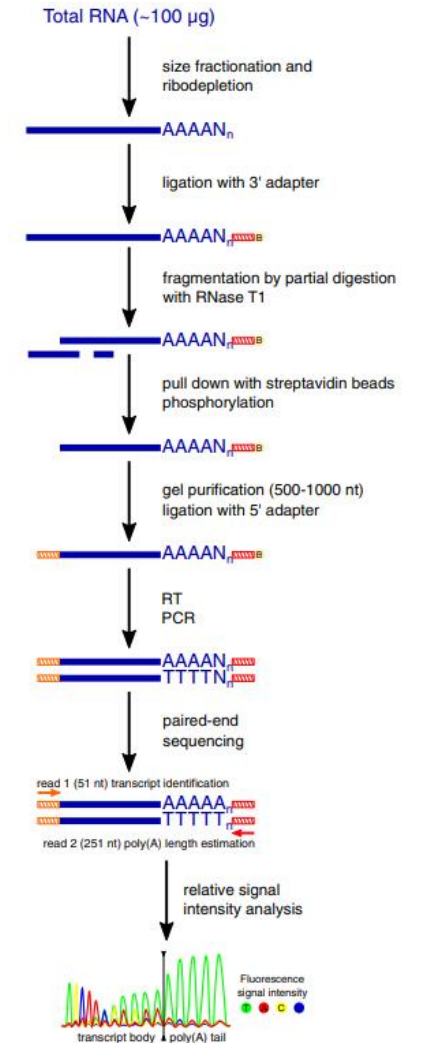 Total RNA (~100 µg)
size fractionation and
ribodepletion
AAAANn
ligation with 3' adapter
AAAANn B
fragmentation by partial digestion
with RNase T1
AAAANn B
pull down with streptavidin beads
phosphorylation
AAAANn B
gel purification (500-1000 nt)
ligation with 5' adapter
AAAANn B
RT
PCR
AAAANn
TTTTNn
paired-end
sequencing
read 1 (51 nt) transcript identification
AAAAAn
TTTTTn
read 2 (251 nt) poly(A) length estimation
relative signal
intensity analysis
Fluorescence
signal intensity
T A C
transcript body poly(A) tail